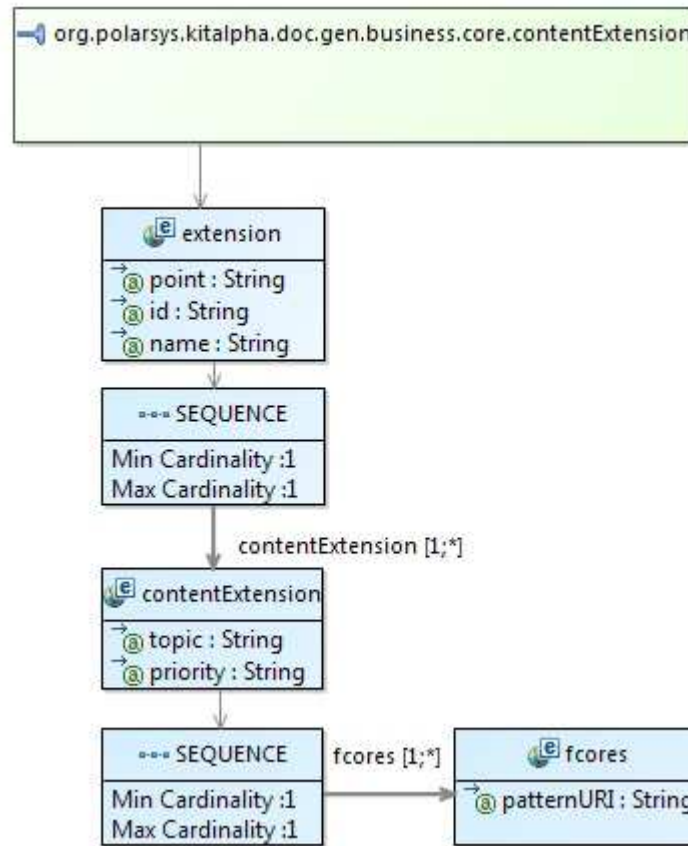 org.polarsys.kitalpha.doc.gen.business.core.contentExtension
extension
point : String
id : String
name : String
SEQUENCE
Min Cardinality :1
Max Cardinality :1
contentExtension [1;*]
contentExtension
topic : String
priority : String
SEQUENCE
Min Cardinality :1
Max Cardinality :1
fcores [1;*]
fcores
patternURI : String